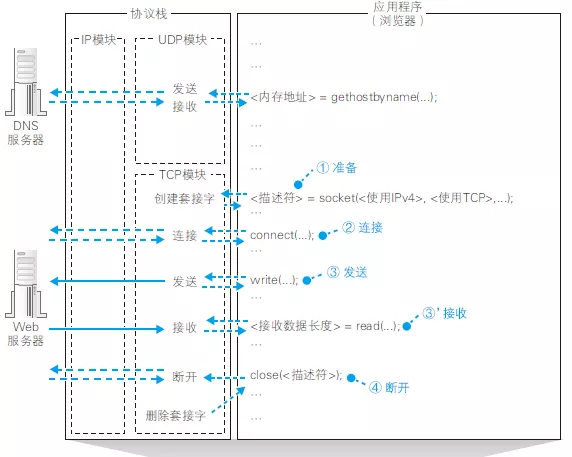 协议栈
应用程序
（浏览器）
IP模块
UDP模块
...
...
发送
接收
<内存地址> = gethostbyname(...);
DNS
服务器
...
...
...
TCP模块
① 准备
创建套接字
<描述符> = socket(<使用IPv4>, <使用TCP>,...);
...
连接
connect(...);
② 连接
...
发送
write(...);
③ 发送
...
Web
服务器
接收
<接收数据长度> = read(...);
③’接收
...
断开
close(<描述符>);
④ 断开
...
删除套接字
...